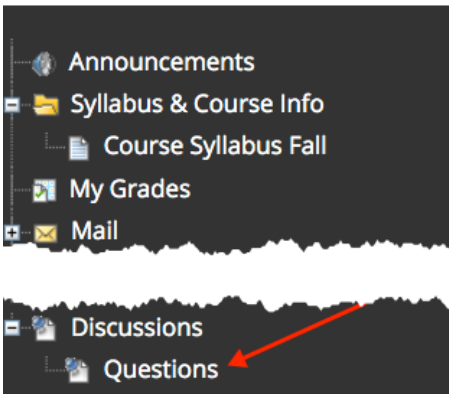 Announcements
Syllabus & Course Info
Course Syllabus Fall
My Grades
Mail
Discussions
Questions